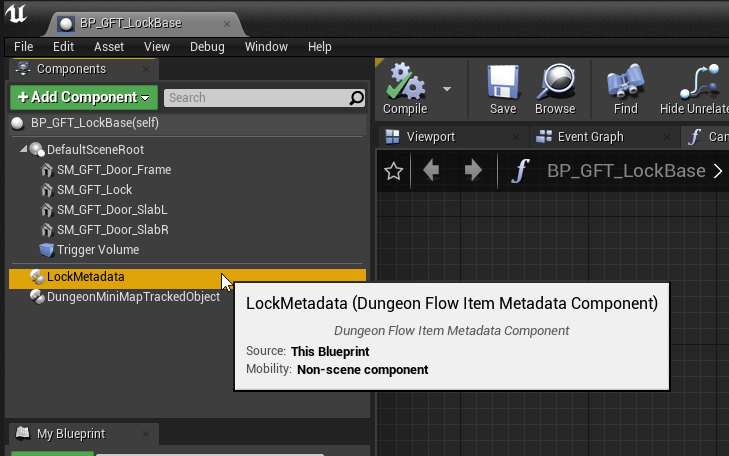 BP_GFT_LockBase
File Edit Asset View Debug Window Help
Components
+ Add Component
Search
BP_GFT_LockBase(self)
DefaultSceneRoot
SM_GFT_Door_Frame
SM_GFT_Lock
SM_GFT_Door_SlabL
SM_GFT_Door_SlabR
Trigger Volume
LockMetadata
DungeonMiniMapTrackedObject
My Blueprint
Compile
Save
Browse
Find
Hide Unrelate
Viewport
Event Graph
f Can
f BP_GFT_LockBase >
LockMetadata (Dungeon Flow Item Metadata Component)
Dungeon Flow Item Metadata Component
Source: This Blueprint
Mobility: Non-scene component